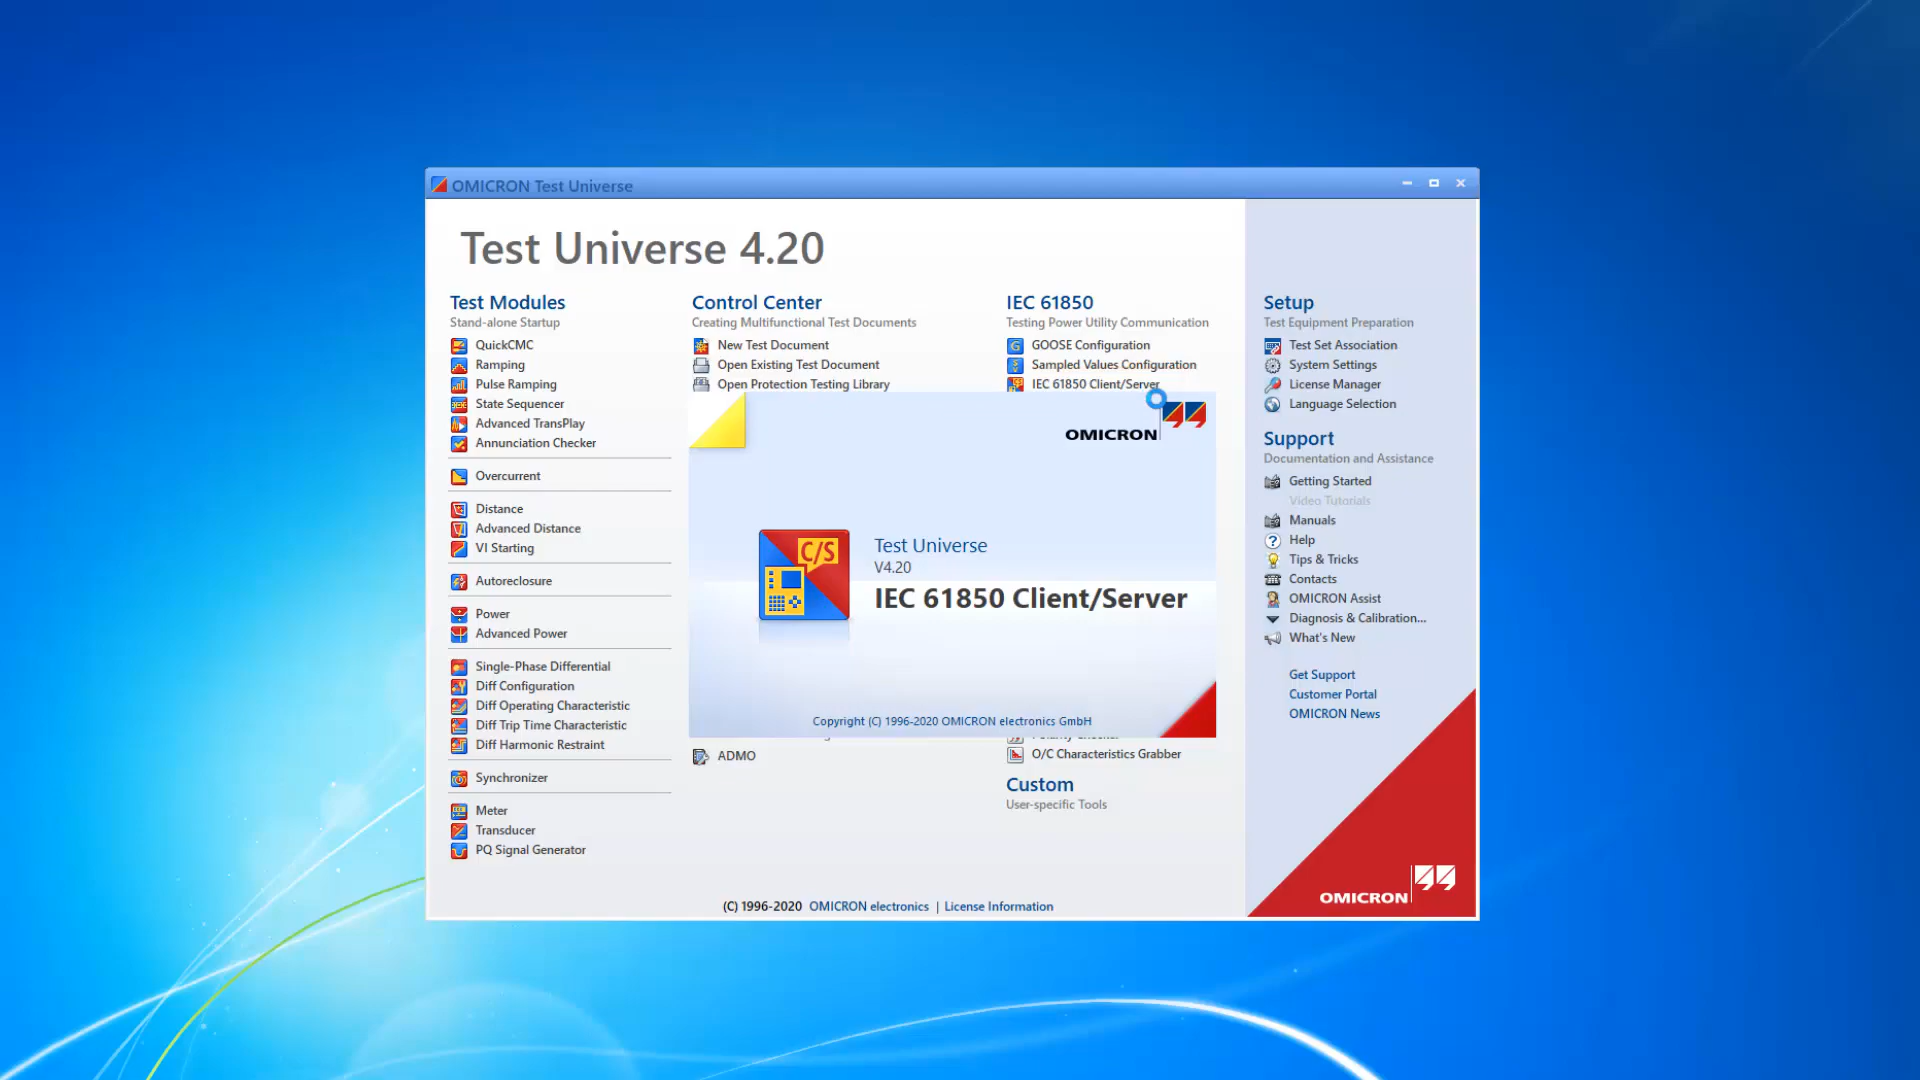 OMICRON Test Universe
Test Universe 4.20
Test Modules
Stand-alone Startup
QuickCMC
Ramping
Pulse Ramping
State Sequencer
Advanced TransPlay
Annunciation Checker
Overcurrent
Distance
Advanced Distance
VI Starting
Autoreclosure
Power
Advanced Power
Single-Phase Differential
Diff Configuration
Diff Operating Characteristic
Diff Trip Time Characteristic
Diff Harmonic Restraint
Synchronizer
Meter
Transducer
PQ Signal Generator
Control Center
Creating Multifunctional Test Documents
New Test Document
Open Existing Test Document
Open Protection Testing Library
ADMO
IEC 61850
Testing Power Utility Communication
GOOSE Configuration
Sampled Values Configuration
IEC 61850 Client/Server
OMICRON
C/S
Test Universe
V4.20
IEC 61850 Client/Server
Copyright (C) 1996-2020 OMICRON electronics GmbH
O/C Characteristics Grabber
Custom
User-specific Tools
Setup
Test Equipment Preparation
Test Set Association
System Settings
License Manager
Language Selection
Support
Documentation and Assistance
Getting Started
Video Tutorials
Manuals
Help
Tips & Tricks
Contacts
OMICRON Assist
Diagnosis & Calibration...
What's New
Get Support
Customer Portal
OMICRON News
OMICRON
(C) 1996-2020 OMICRON electronics | License Information